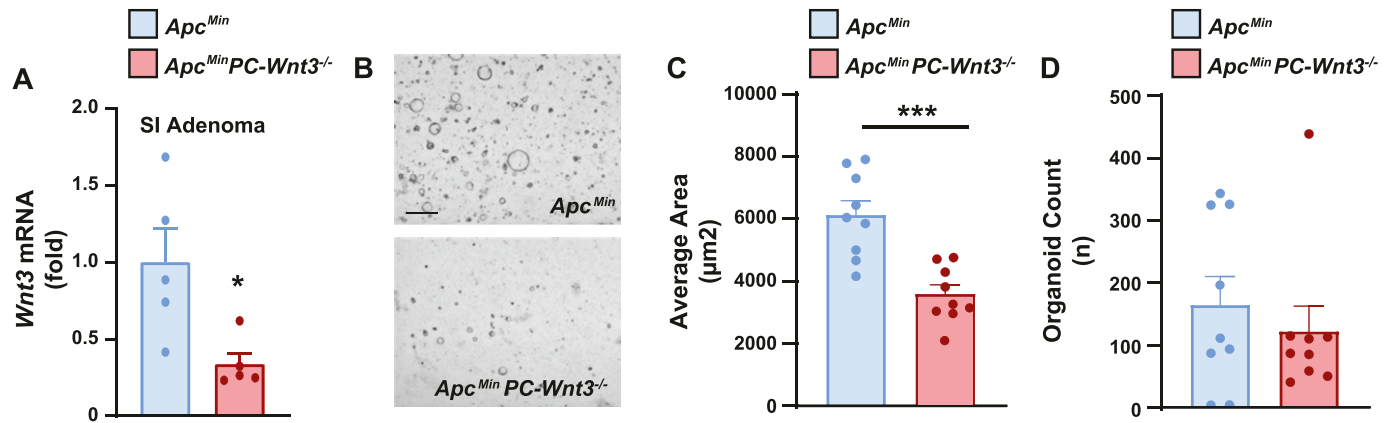 A
Apc^Min
Apc^Min PC-Wnt3^-/-
SI Adenoma
Wnt3 mRNA
(fold)
2.0
1.5
1.0
0.5
0
*
B
Apc^Min
Apc^Min PC-Wnt3^-/-
C
Apc^Min
Apc^Min PC-Wnt3^-/-
Average Area
(µm2)
10000
8000
6000
4000
2000
0
***
D
Apc^Min
Apc^Min PC-Wnt3^-/-
Organoid Count
(n)
500
400
300
200
100
0